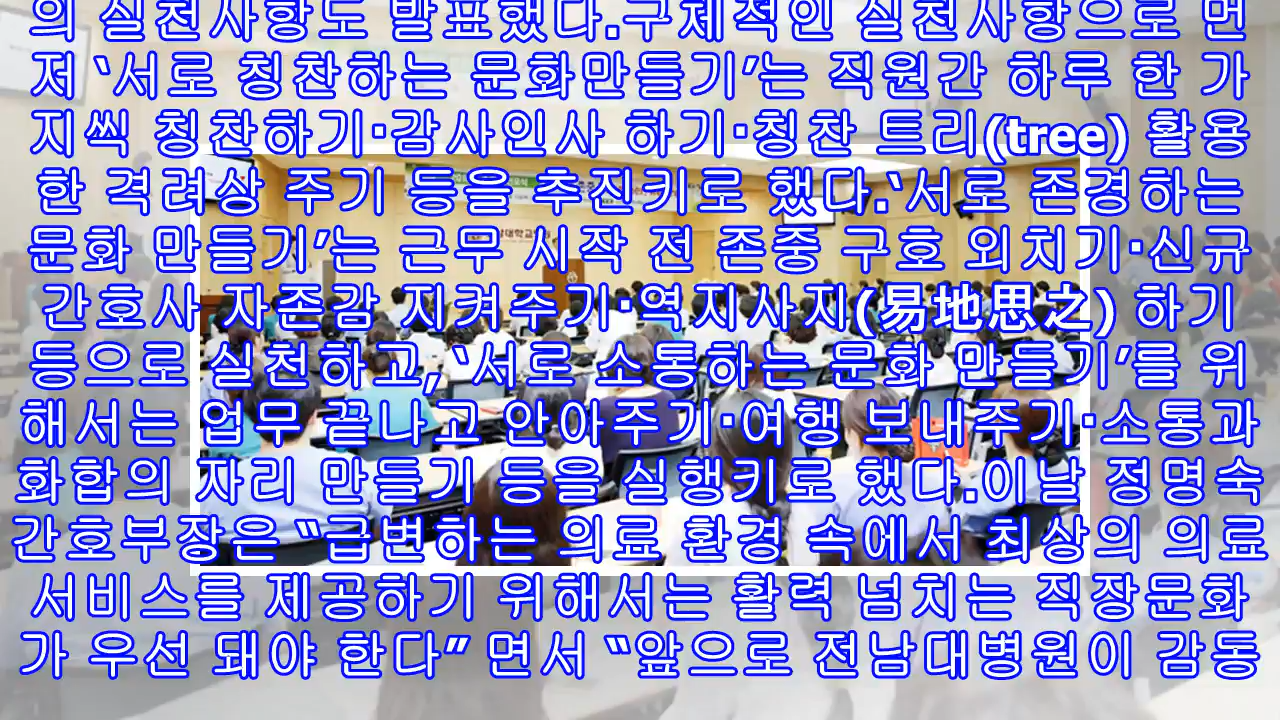 의 실천사항도 발표했다.구체적인 실천사항으로 먼
저 ‘서로 칭찬하는 문화만들기’는 직원간 하루 한 가
지씩 칭찬하기·감사인사 하기·칭찬 트리(tree) 활용
한 격려상 주기 등을 추진키로 했다.‘서로 존경하는
문화 만들기’는 근무 시작 전 존중 구호 외치기·신규
간호사 자존감 지켜주기·역지사지(易地思之) 하기
등으로 실천하고, ‘서로 소통하는 문화 만들기’를 위
해서는 업무 끝나고 안아주기·여행 보내주기·소통과
화합의 자리 만들기 등을 실행키로 했다.이날 정명숙
간호부장은 “급변하는 의료 환경 속에서 최상의 의료
서비스를 제공하기 위해서는 활력 넘치는 직장문화
가 우선 돼야 한다” 면서 “앞으로 전남대병원이 감동